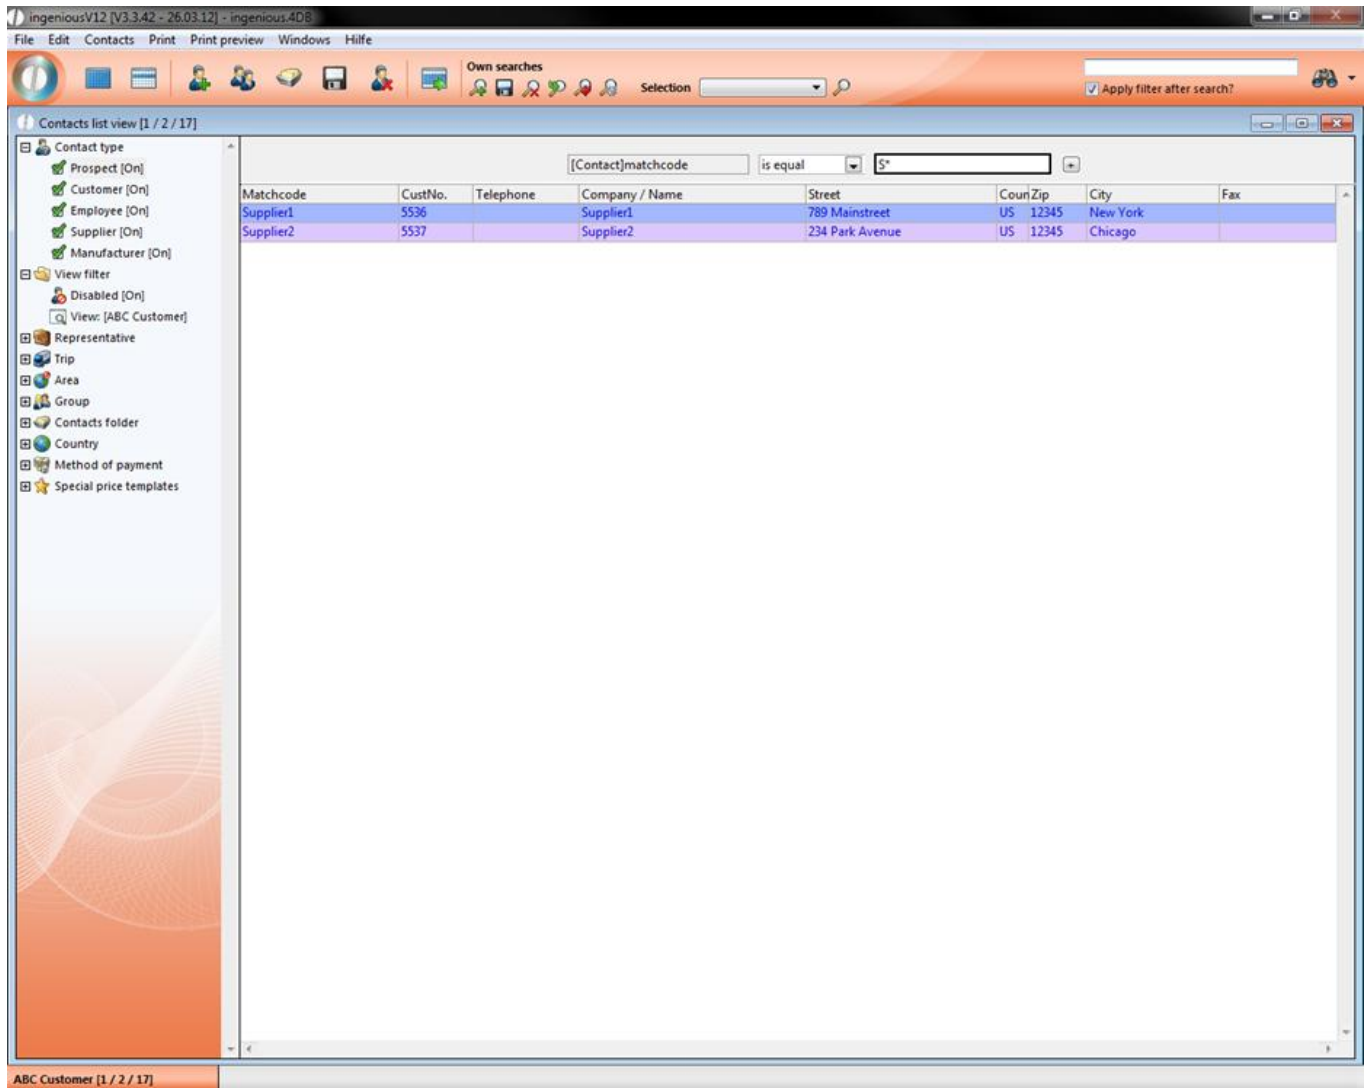 ingeniousV12 [V3.3.42 - 26.03.12] - ingenious.4DB
File Edit Contacts Print Print preview Windows Hilfe
Own searches
Selection
Apply filter after search?
Contacts list view [1 / 2 / 17]
Contact type
Prospect [On]
Customer [On]
Employee [On]
Supplier [On]
Manufacturer [On]
View filter
Disabled [On]
View: [ABC Customer]
Representative
Trip
Area
Group
Contacts folder
Country
Method of payment
Special price templates
[Contact]matchcode is equal S*
Matchcode CustNo. Telephone Company / Name Street Coun Zip City Fax
Supplier1 5536 Supplier1 789 Mainstreet US 12345 New York
Supplier2 5537 Supplier2 234 Park Avenue US 12345 Chicago
ABC Customer [1 / 2 / 17]